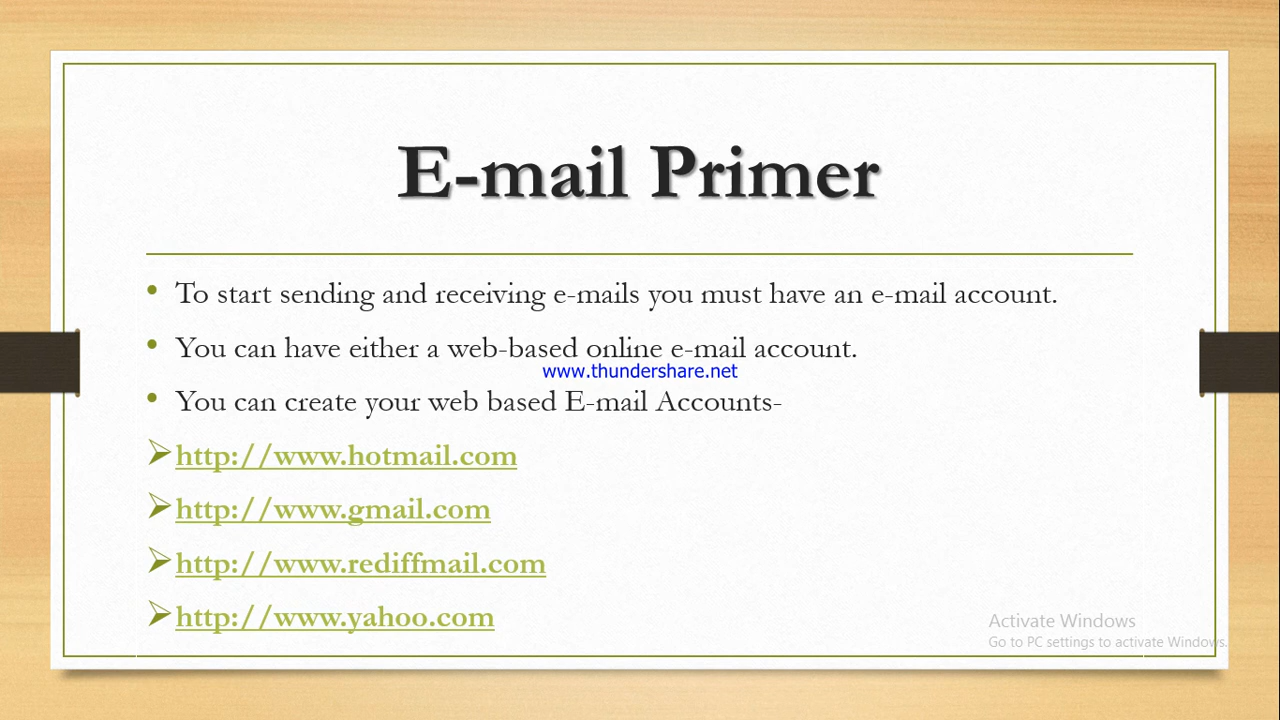 E-mail Primer
• To start sending and receiving e-mails you must have an e-mail account.
• You can have either a web-based online e-mail account.
www.thundershare.net
• You can create your web based E-mail Accounts-
➢http://www.hotmail.com
➢http://www.gmail.com
➢http://www.rediffmail.com
➢http://www.yahoo.com
Activate Windows
Go to PC settings to activate Windows.